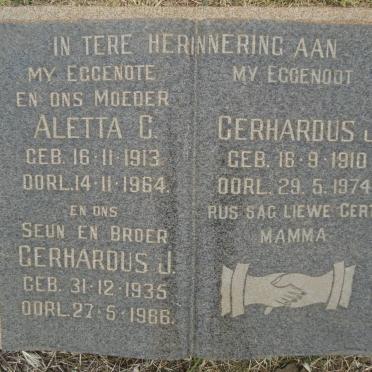 IN TERE HERINNERING AAN
MY EGGENOTE
EN ONS MOEDER
ALETTA C.
GEB. 16·11·1913
OORL. 14·11·1964.
EN ONS
SEUN EN BROER
GERHARDUS J.
GEB. 31·12·1935
OORL. 27·5·1966.
MY EGGENOOT
GERHARDUS J
GEB. 16·9·1910
OORL. 29.5.1974
RUS SAG LIEWE GERT
MAMMA